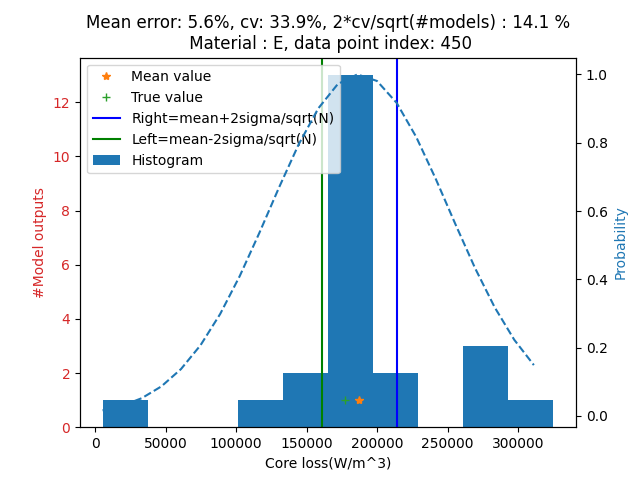 Mean error: 5.6%, cv: 33.9%, 2*cv/sqrt(#models) : 14.1 %
Material : E, data point index: 450
Mean value
True value
Right=mean+2sigma/sqrt(N)
Left=mean-2sigma/sqrt(N)
Histogram
#Model outputs
12
10
8
6
4
2
0
1.0
0.8
0.6
0.4
0.2
0.0
Probability
0 50000 100000 150000 200000 250000 300000
Core loss(W/m^3)